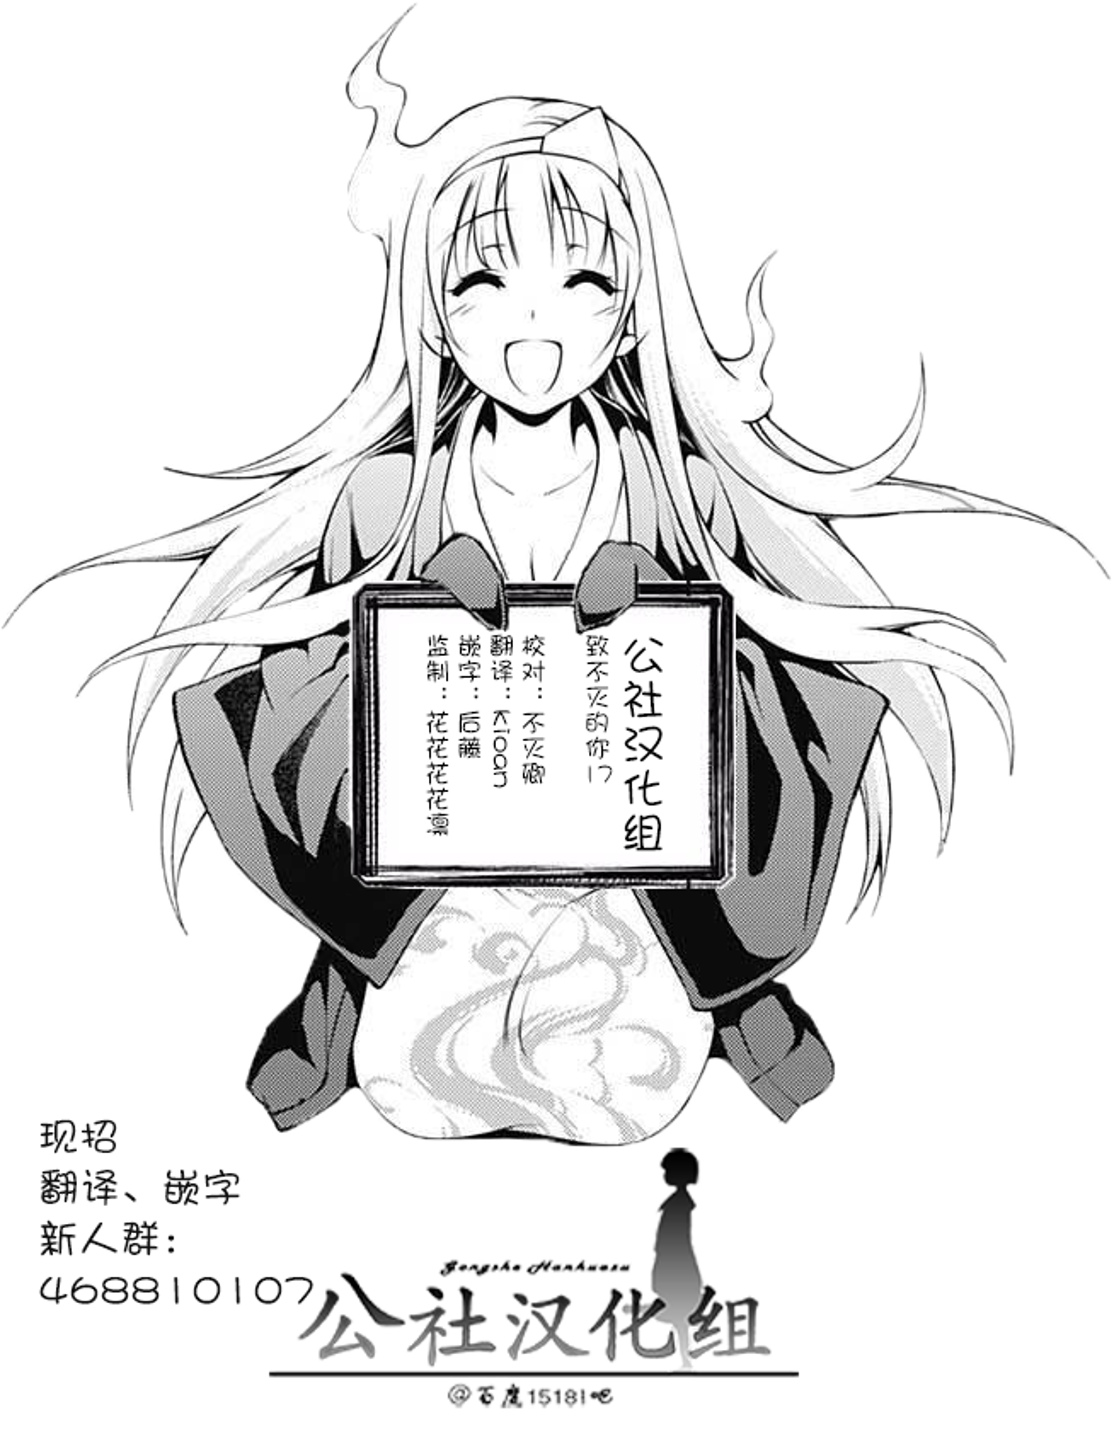 公社汉化组
致不灭的你17
校对：不灭卿
翻译：Kioan
嵌字：后藤
监制：花花花花凛
现招
翻译、嵌字
新人群：
468810107
Gongshe Hanhuazu
公社汉化组
@百度15181吧